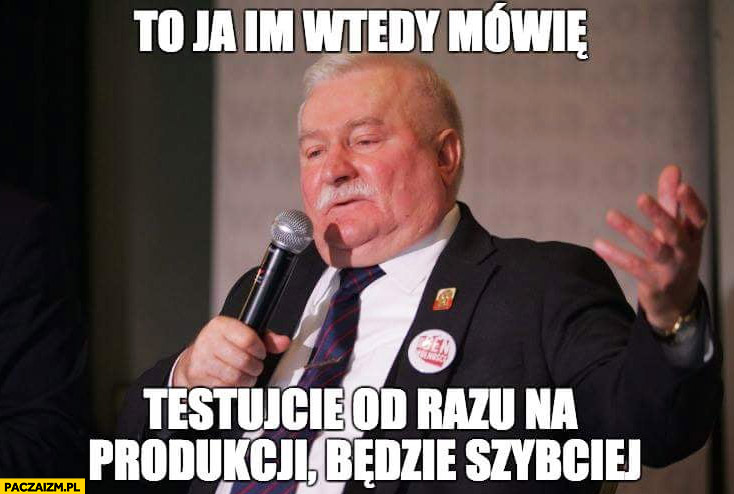 TO JA IM WTEDY MÓWIĘ
TESTUJCIE OD RAZU NA
PRODUKCJI, BĘDZIE SZYBCIEJ
PACZAIZM.PL